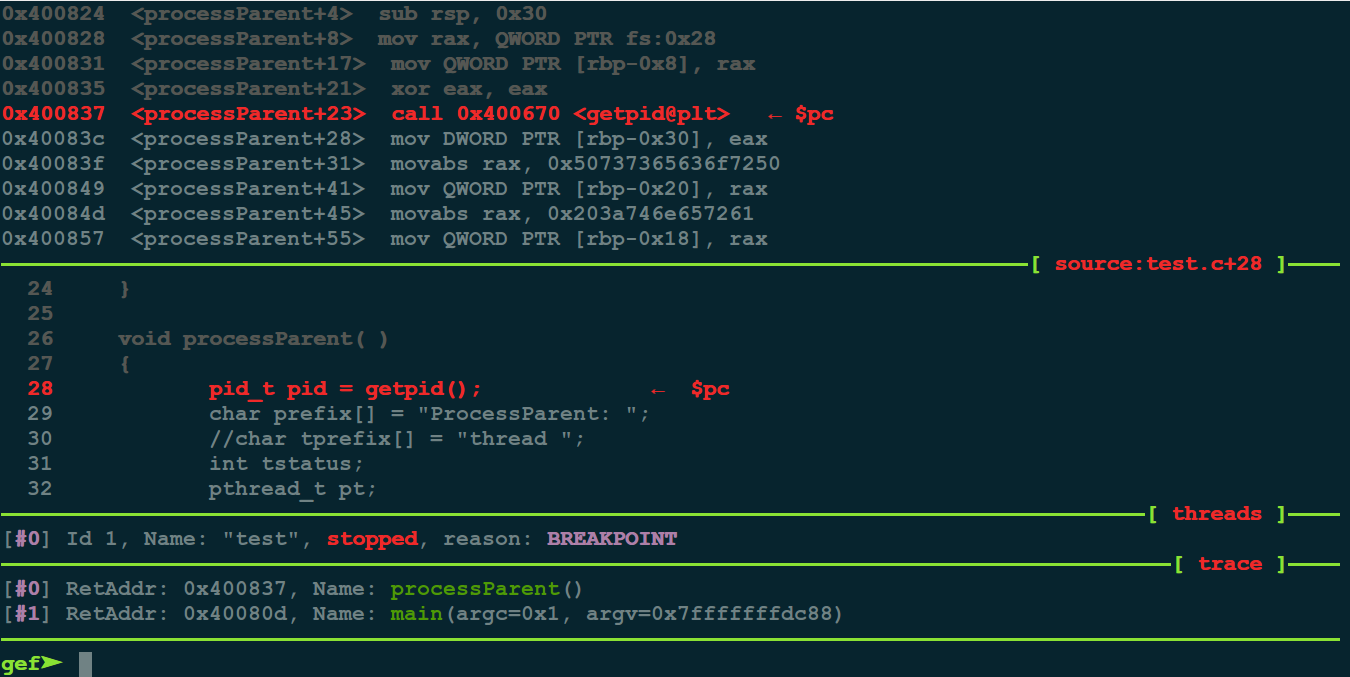 0x400824  <processParent+4>  sub rsp, 0x30
0x400828  <processParent+8>  mov rax, QWORD PTR fs:0x28
0x400831  <processParent+17>  mov QWORD PTR [rbp-0x8], rax
0x400835  <processParent+21>  xor eax, eax
0x400837  <processParent+23>  call 0x400670 <getpid@plt>   ← $pc
0x40083c  <processParent+28>  mov DWORD PTR [rbp-0x30], eax
0x40083f  <processParent+31>  movabs rax, 0x50737365636f7250
0x400849  <processParent+41>  mov QWORD PTR [rbp-0x20], rax
0x40084d  <processParent+45>  movabs rax, 0x203a746e657261
0x400857  <processParent+55>  mov QWORD PTR [rbp-0x18], rax
[ source:test.c+28 ]
24     }
25
26     void processParent( )
27     {
28            pid_t pid = getpid();             ←  $pc
29            char prefix[] = "ProcessParent: ";
30            //char tprefix[] = "thread ";
31            int tstatus;
32            pthread_t pt;
[ threads ]
[#0] Id 1, Name: "test", stopped, reason: BREAKPOINT
[ trace ]
[#0] RetAddr: 0x400837, Name: processParent()
[#1] RetAddr: 0x40080d, Name: main(argc=0x1, argv=0x7fffffffdc88)
gef➤